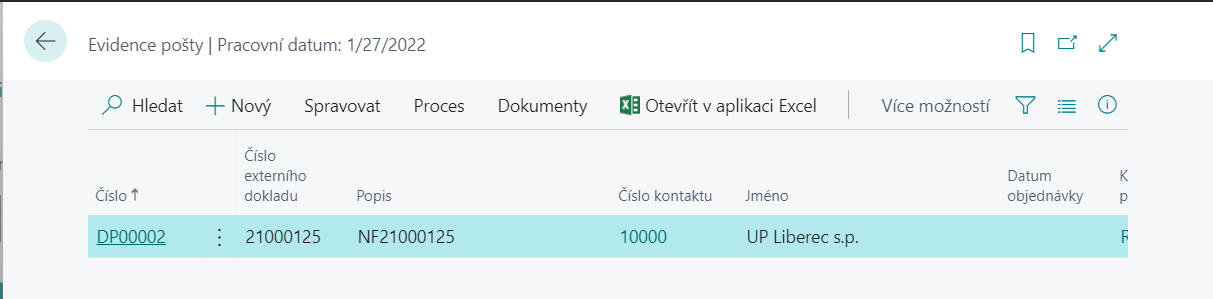 Evidence pošty | Pracovní datum: 1/27/2022
Hledat Nový Spravovat Proces Dokumenty Otevřít v aplikaci Excel Více možností
Číslo ↑ Číslo externího dokladu Popis Číslo kontaktu Jméno Datum objednávky
DP00002 21000125 NF21000125 10000 UP Liberec s.p.